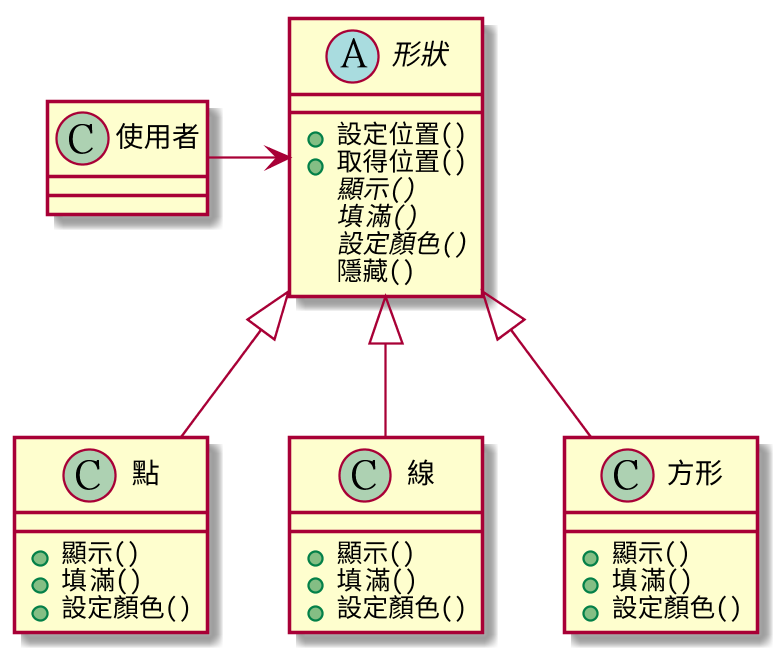 A 形狀
設定位置()
取得位置()
顯示()
填滿()
設定顏色()
隱藏()
C 使用者
C 點
顯示()
填滿()
設定顏色()
C 線
顯示()
填滿()
設定顏色()
C 方形
顯示()
填滿()
設定顏色()